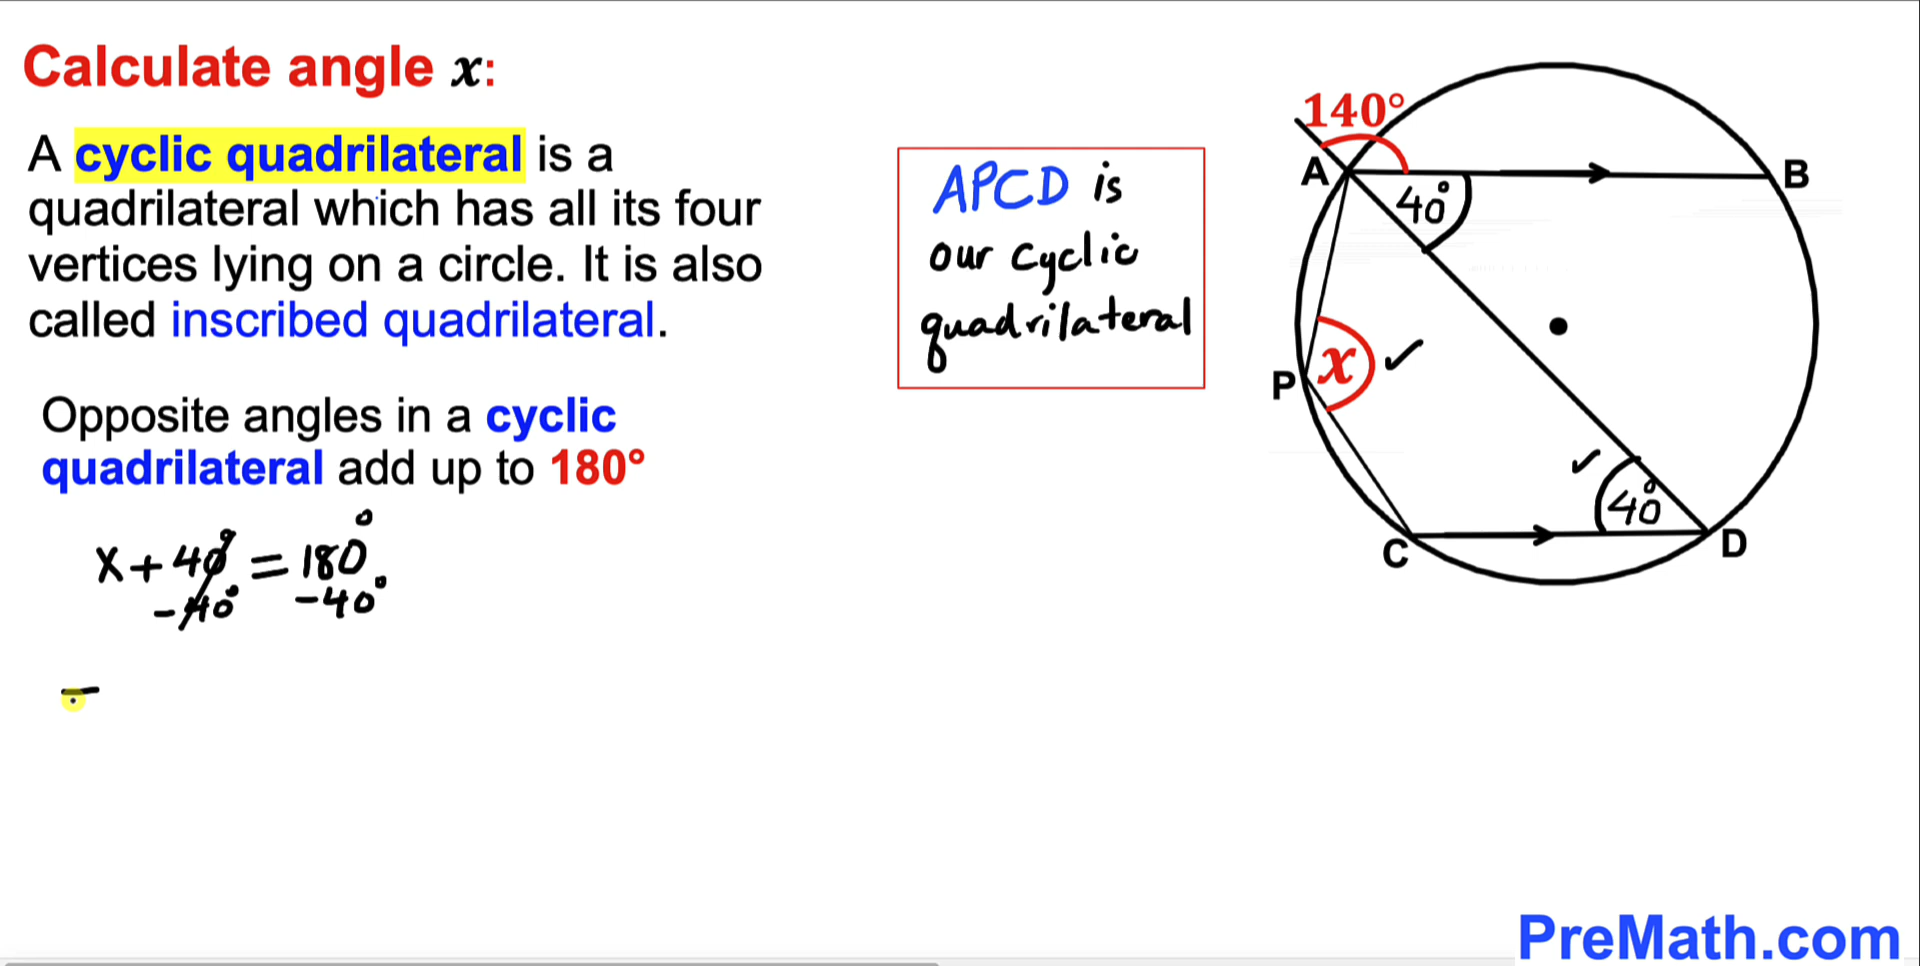 Calculate angle x:
A cyclic quadrilateral is a
quadrilateral which has all its four
vertices lying on a circle. It is also
called inscribed quadrilateral.
Opposite angles in a cyclic
quadrilateral add up to 180°
x + 40° = 180°
-40° -40°
APCD is
our cyclic
quadrilateral
140°
A
B
40°
P
x
40°
C
D
PreMath.com